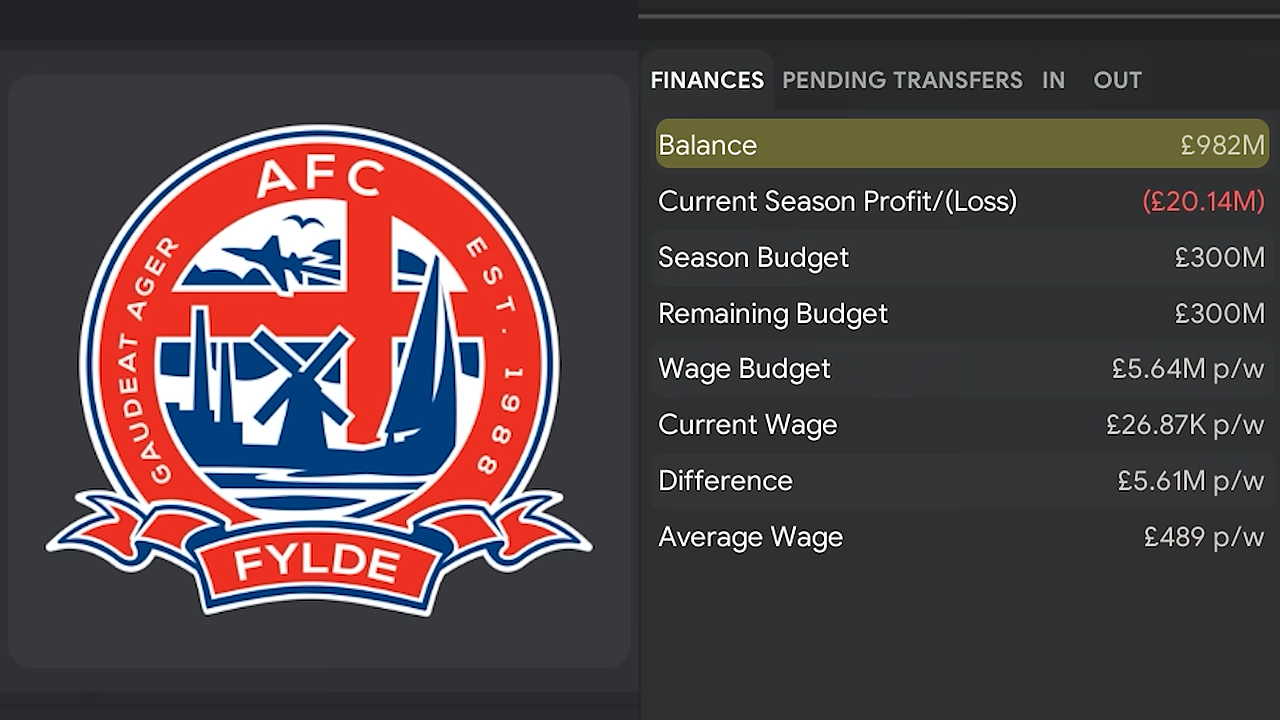 AFC
GAUDEAT AGER
EST. 1988
FYLDE
FINANCES PENDING TRANSFERS IN OUT
Balance £982M
Current Season Profit/(Loss) (£20.14M)
Season Budget £300M
Remaining Budget £300M
Wage Budget £5.64M p/w
Current Wage £26.87K p/w
Difference £5.61M p/w
Average Wage £489 p/w